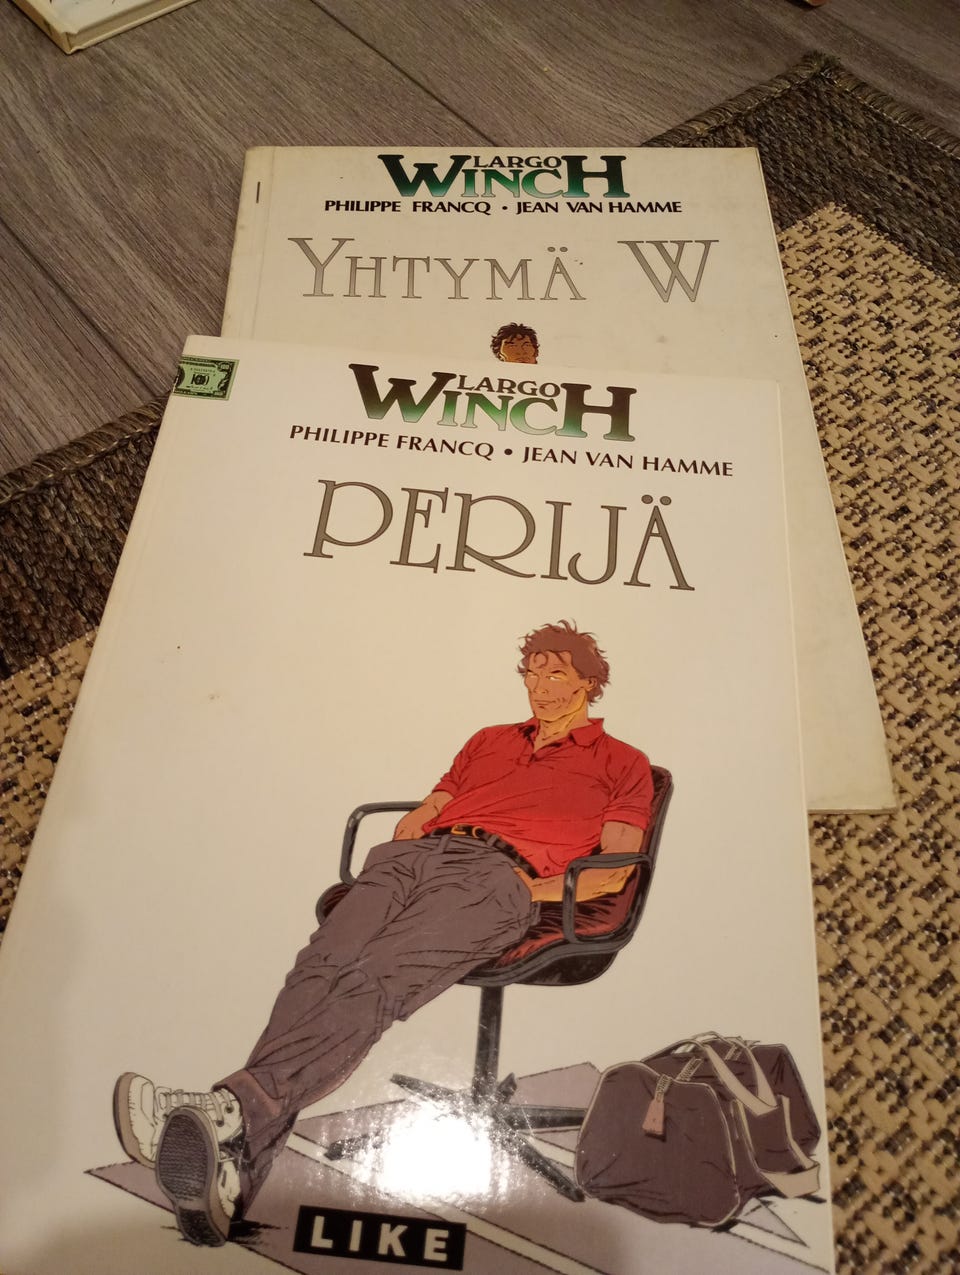 LARGO
WINCH
PHILIPPE FRANCQ • JEAN VAN HAMME
YHTYMÄ W
LARGO
WINCH
PHILIPPE FRANCQ • JEAN VAN HAMME
PERIJÄ
LIKE